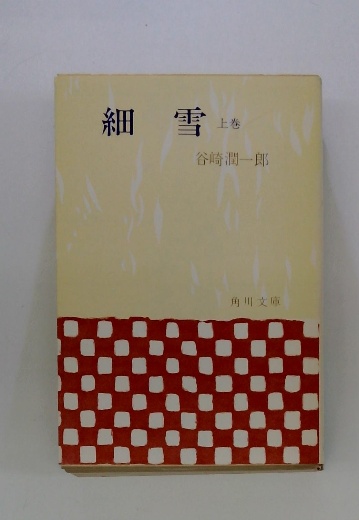 細 雪 上巻
谷崎潤一郎
角川文庫